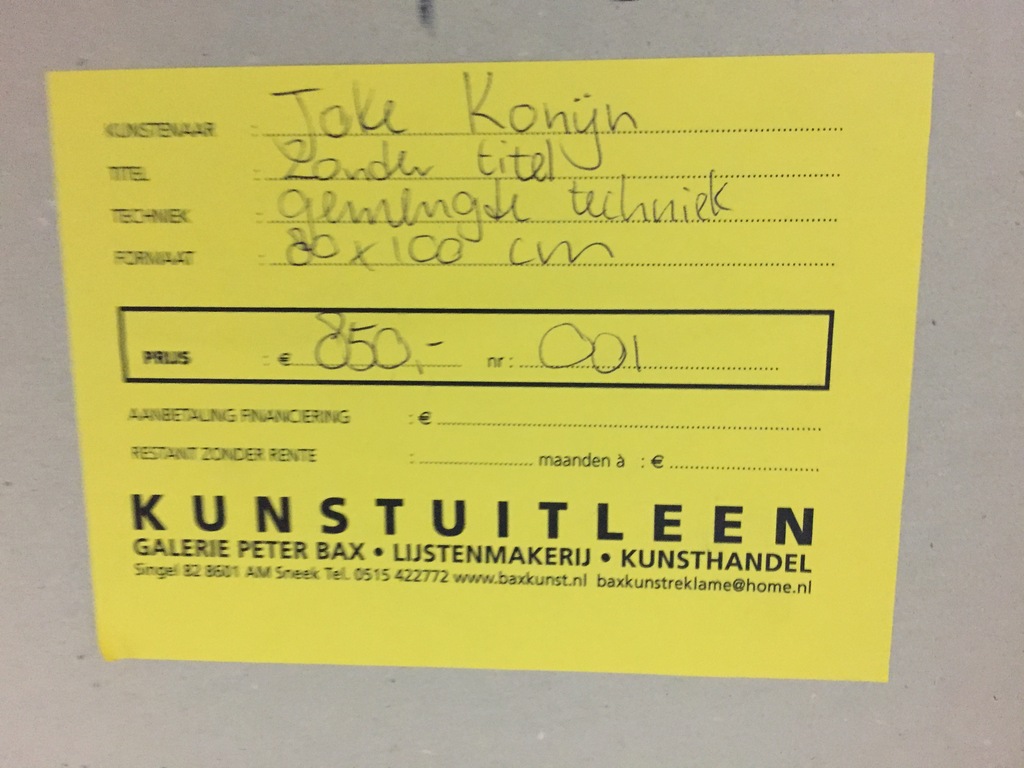 KUNSTENAAR : Joke Konijn
TITEL : Zonder titel
TECHNIEK : gemengde techniek
FORMAAT : 80 x 100 cm
PRIJS : € 850,- nr: 001
AANBETALING FINANCIERING : €
RESTANT ZONDER RENTE : maanden à : €
KUNSTUITLEEN
GALERIE PETER BAX • LIJSTENMAKERIJ • KUNSTHANDEL
Singel 82 8601 AM Sneek Tel. 0515 422772 www.baxkunst.nl baxkunstreklame@home.nl